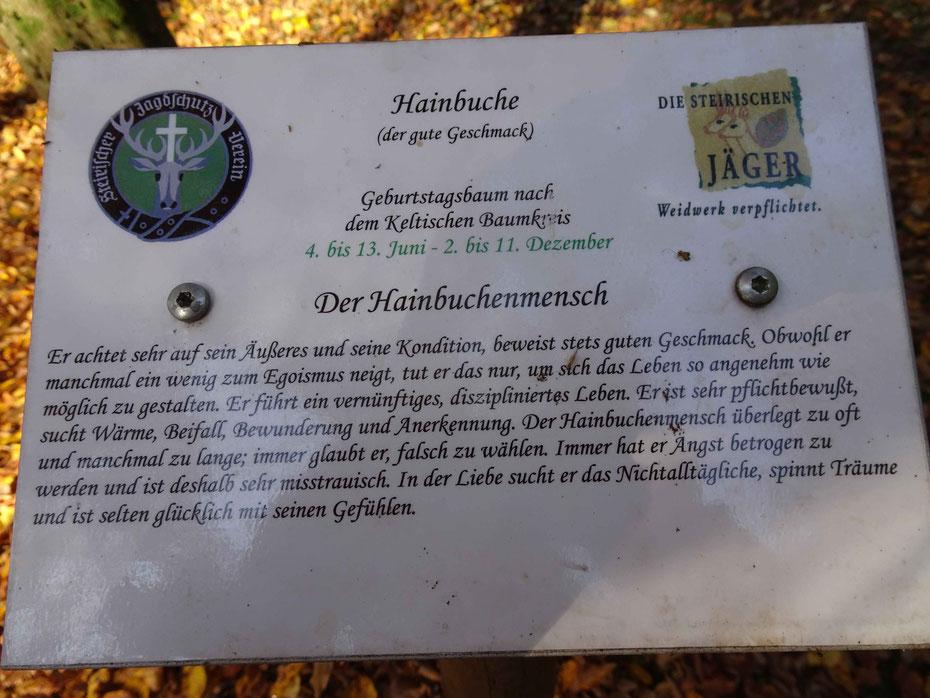 Steirischer Jagdschutz Verein
Hainbuche
(der gute Geschmack)
DIE STEIRISCHEN
JÄGER
Weidwerk verpflichtet.
Geburtstagsbaum nach
dem Keltischen Baumkreis
4. bis 13. Juni - 2. bis 11. Dezember
Der Hainbuchenmensch
Er achtet sehr auf sein Äußeres und seine Kondition, beweist stets guten Geschmack. Obwohl er
manchmal ein wenig zum Egoismus neigt, tut er das nur, um sich das Leben so angenehm wie
möglich zu gestalten. Er führt ein vernünftiges, diszipliniertes Leben. Er ist sehr pflichtbewußt,
sucht Wärme, Beifall, Bewunderung und Anerkennung. Der Hainbuchenmensch überlegt zu oft
und manchmal zu lange; immer glaubt er, falsch zu wählen. Immer hat er Angst betrogen zu
werden und ist deshalb sehr misstrauisch. In der Liebe sucht er das Nichtalltägliche, spinnt Träume
und ist selten glücklich mit seinen Gefühlen.